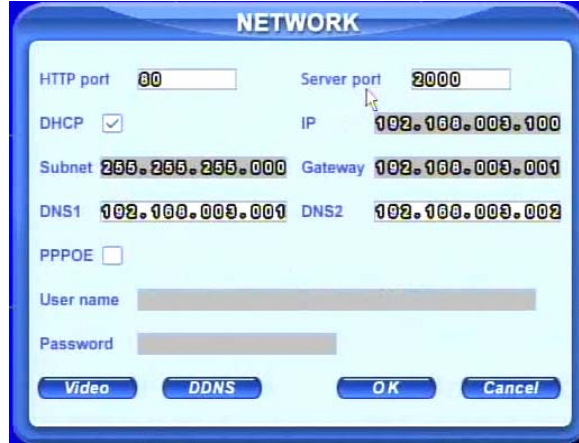 NETWORK
HTTP port 80 Server port 2000
DHCP IP 192.168.003.100
Subnet 255.255.255.000 Gateway 192.168.003.001
DNS1 192.168.003.001 DNS2 192.168.003.002
PPPOE
User name
Password
Video DDNS OK Cancel